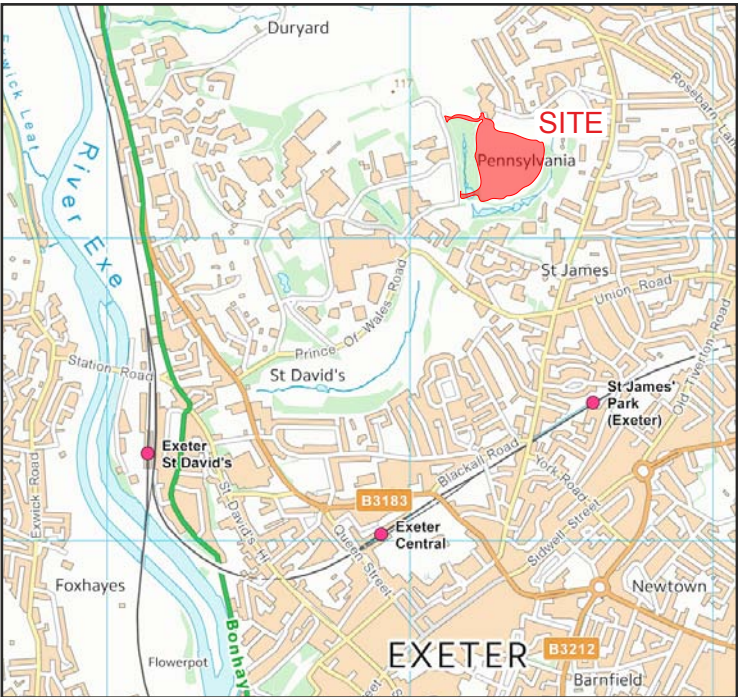 Duryard
Exwick Leat
River Exe
117
Rosebarn Lane
SITE
Pennsylvania
St James
Union Road
Prince Of Wales Road
Old Tiverton Road
Station Road
St David's
St James'
Park
(Exeter)
Exeter
St David's
Blackall Road
York Road
Exwick Road
St David's Hl
B3183
Sidwell Street
Exeter
Central
Queen Street
Foxhayes
Newtown
EXETER
B3212
Bonhay
Flowerpot
Barnfield